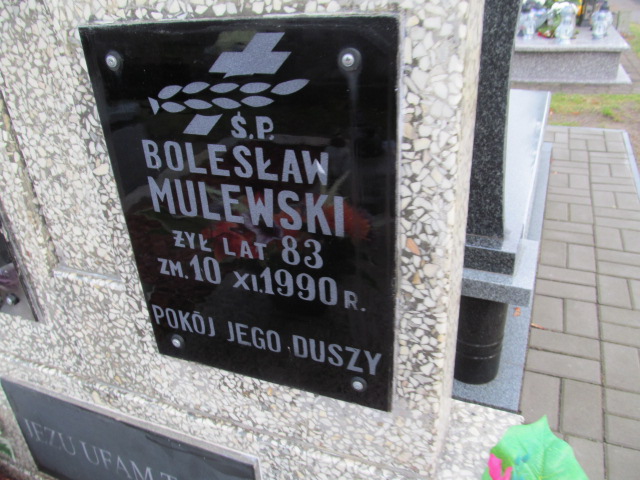 Ś.P.
BOLESŁAW
MULEWSKI
ŻYŁ LAT 83
ZM. 10 XI. 1990 R.
POKÓJ JEGO DUSZY
JEZU UFAM